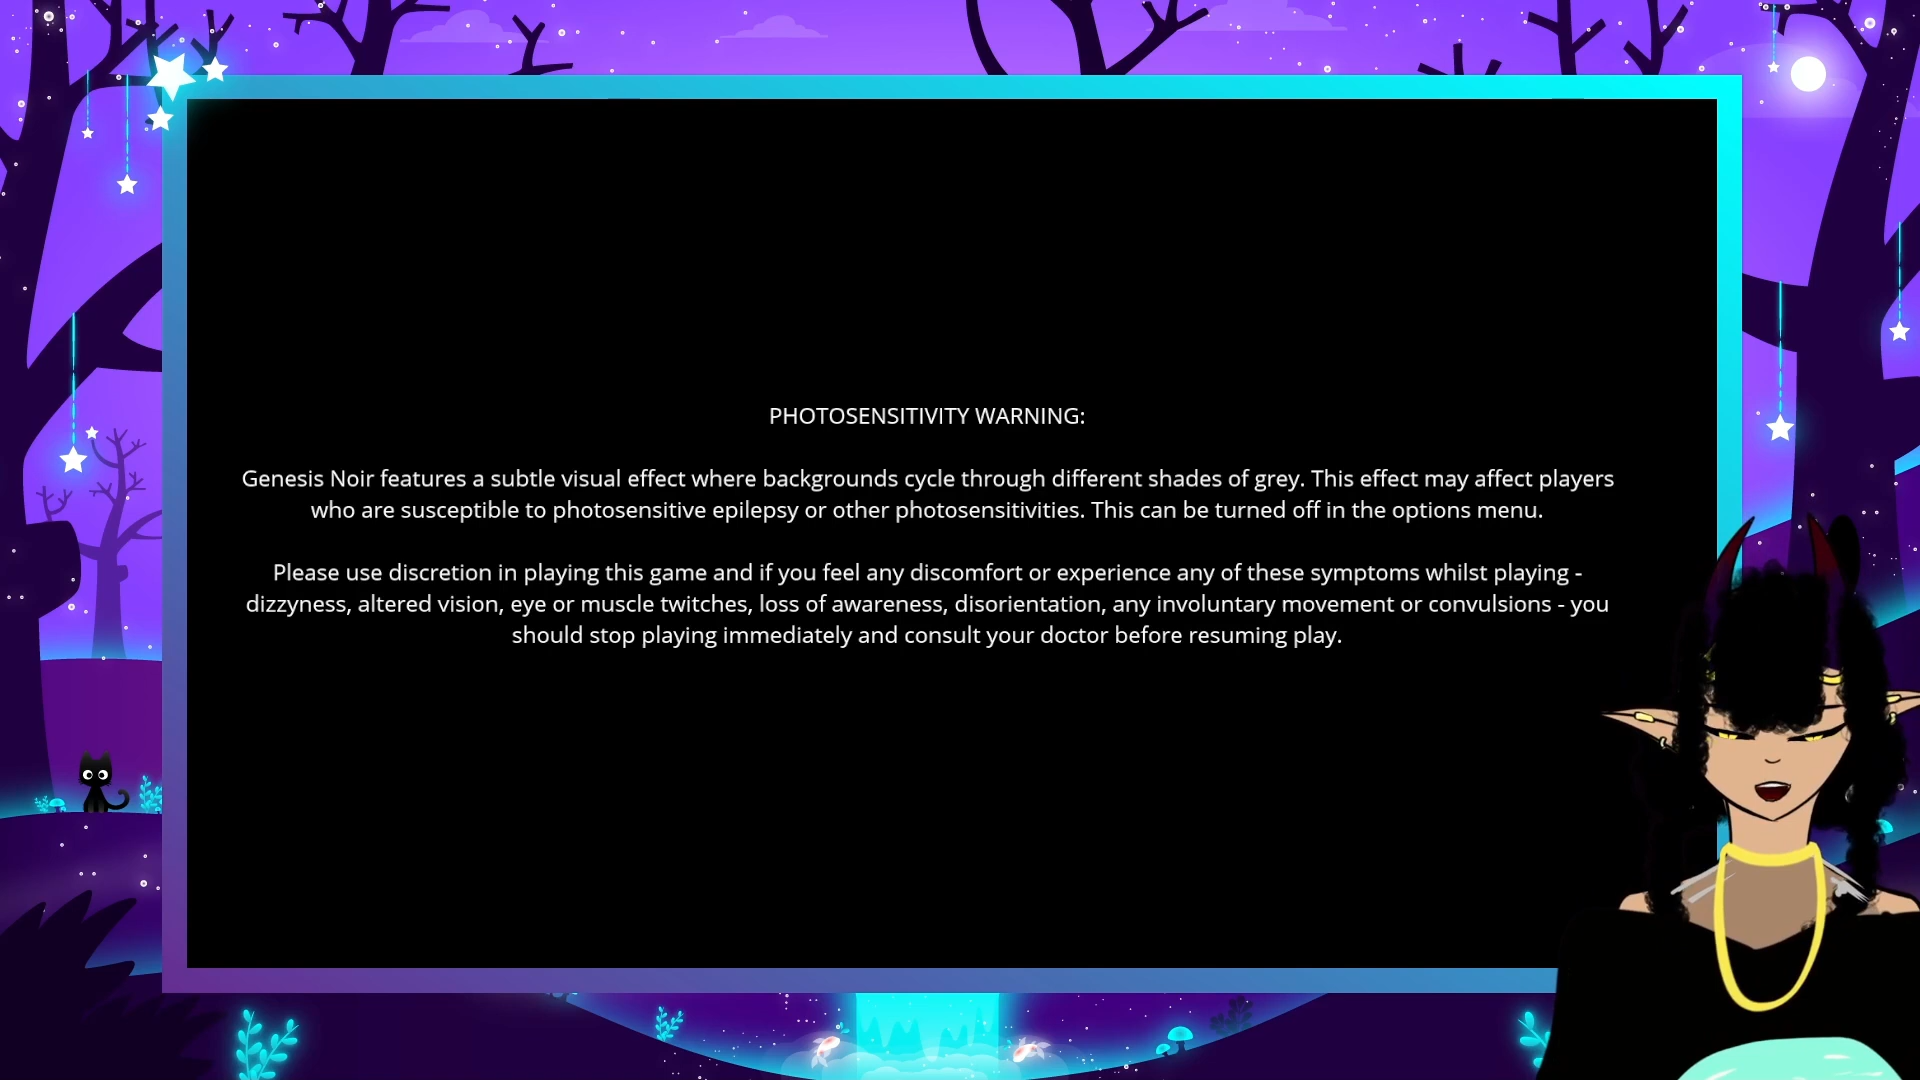 PHOTOSENSITIVITY WARNING:
Genesis Noir features a subtle visual effect where backgrounds cycle through different shades of grey. This effect may affect players
who are susceptible to photosensitive epilepsy or other photosensitivities. This can be turned off in the options menu.
Please use discretion in playing this game and if you feel any discomfort or experience any of these symptoms whilst playing -
dizzyness, altered vision, eye or muscle twitches, loss of awareness, disorientation, any involuntary movement or convulsions - you
should stop playing immediately and consult your doctor before resuming play.